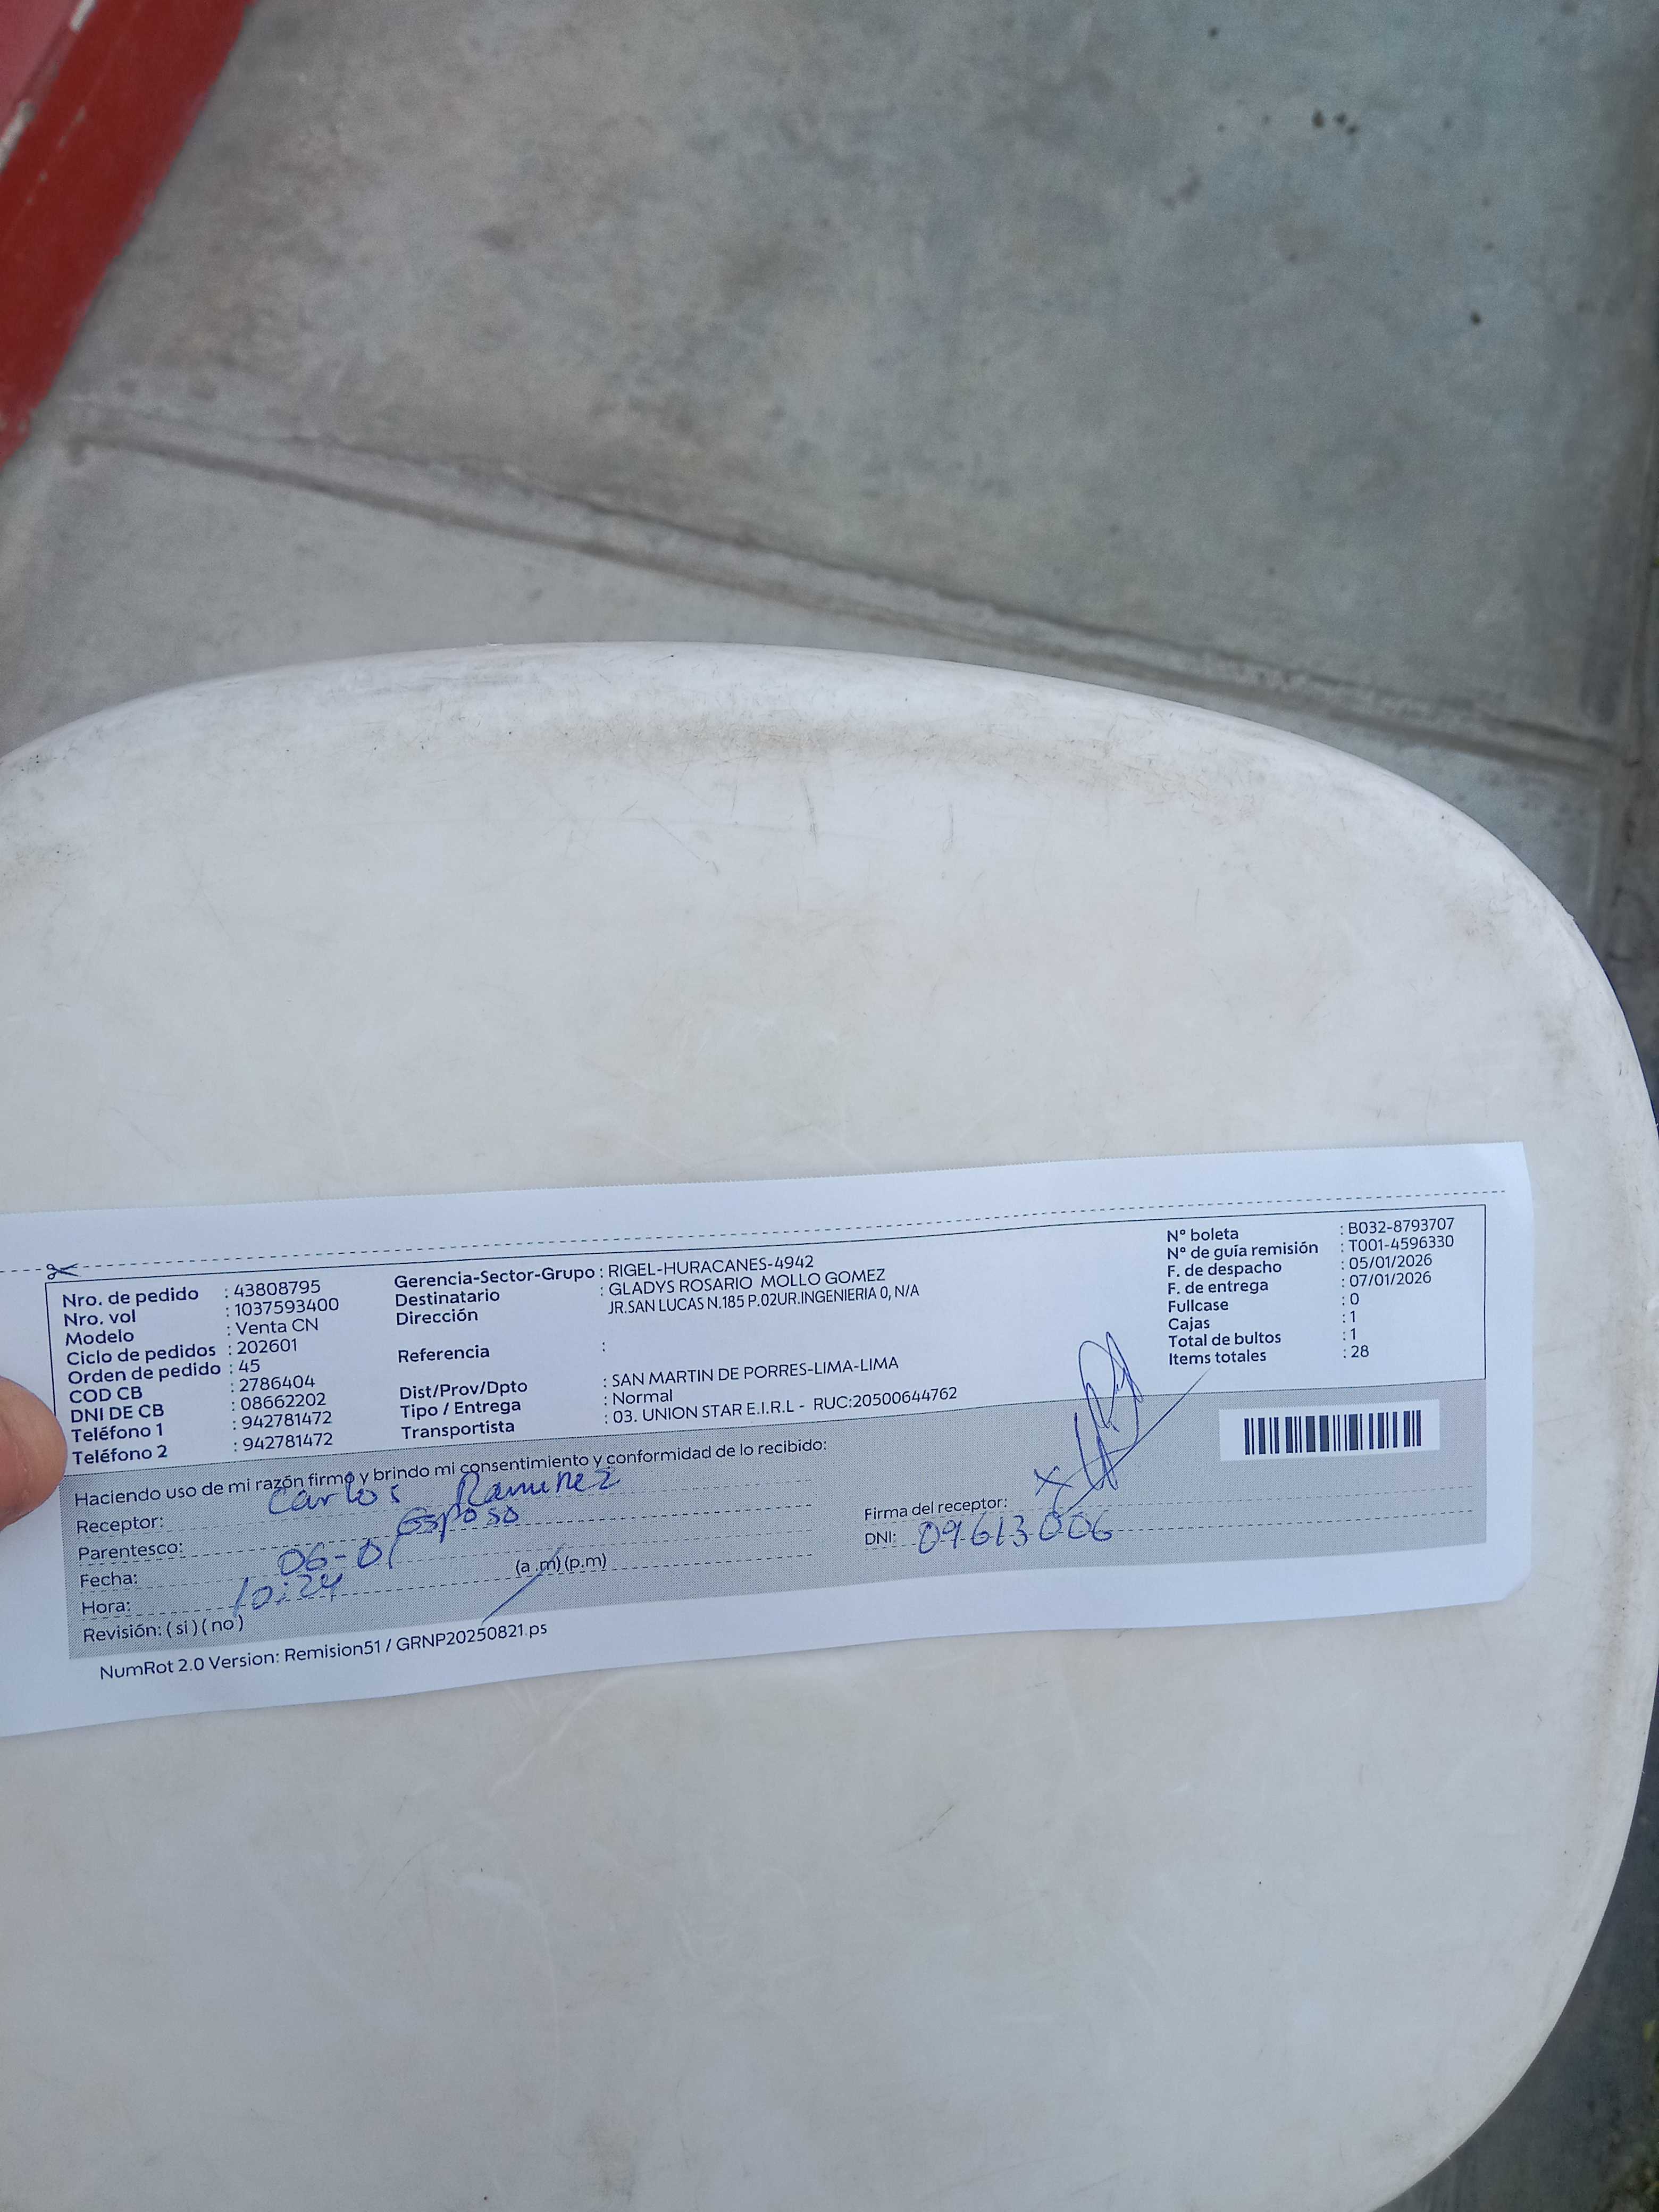 Nro. de pedido : 43808795
Nro. vol : 1037593400
Modelo : Venta CN
Ciclo de pedidos : 202601
Orden de pedido : 45
COD CB : 2786404
DNI DE CB : 08662202
Teléfono 1 : 942781472
Teléfono 2 : 942781472
Gerencia-Sector-Grupo : RIGEL-HURACANES-4942
Destinatario : GLADYS ROSARIO MOLLO GOMEZ
Dirección JR.SAN LUCAS N.185 P.02UR.INGENIERIA 0, N/A
Referencia :
Dist/Prov/Dpto : SAN MARTIN DE PORRES-LIMA-LIMA
Tipo / Entrega : Normal
Transportista : 03. UNION STAR E.I.R.L - RUC:20500644762
N° boleta : B032-8793707
N° de guía remisión : T001-4596330
F. de despacho : 05/01/2026
F. de entrega : 07/01/2026
Fullcase : 0
Cajas : 1
Total de bultos : 1
Items totales : 28
Haciendo uso de mi razón firmo y brindo mi consentimiento y conformidad de lo recibido:
Receptor: Carlos Ramirez
Parentesco: Esposo
Fecha: 06-01
Hora: 10:24 (a.m)(p.m)
Revisión: (si)(no)
Firma del receptor: X
DNI: 09613006
NumRot 2.0 Version: Remision51 / GRNP20250821.ps